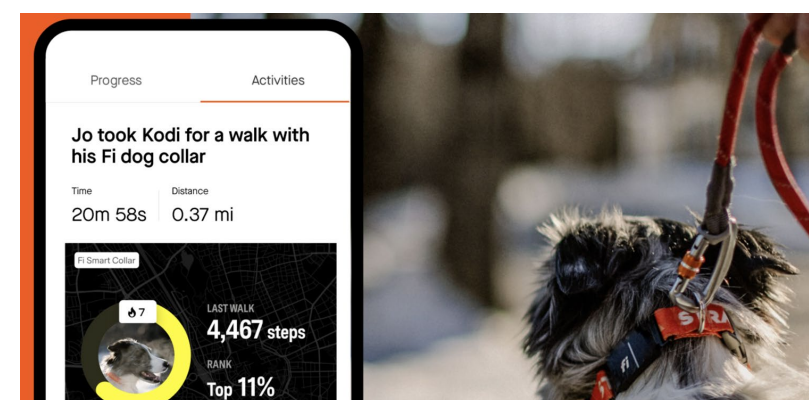 Progress
Activities
Jo took Kodi for a walk with
his Fi dog collar
Time
Distance
20m 58s
0.37 mi
Fi Smart Collar
7
LAST WALK
4,467 steps
RANK
Top 11%
fi